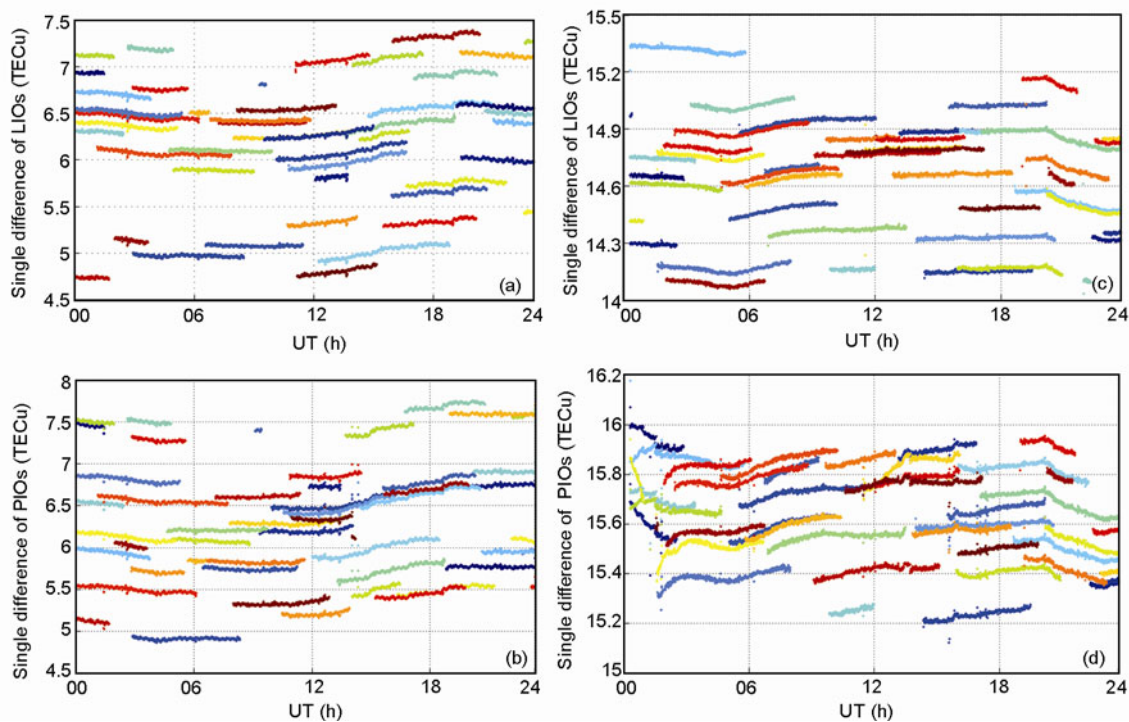 Single difference of LIOs (TECu)
7.5
7
6.5
6
5.5
5
4.5
00 06 12 18 24
UT (h)
(a)
Single difference of LIOs (TECu)
15.5
15.2
14.9
14.6
14.3
14
00 06 12 18 24
UT (h)
(c)
Single difference of PIOs (TECu)
8
7.5
7
6.5
6
5.5
5
4.5
00 06 12 18 24
UT (h)
(b)
Single difference of PIOs (TECu)
16.2
16
15.8
15.6
15.4
15.2
15
00 06 12 18 24
UT (h)
(d)